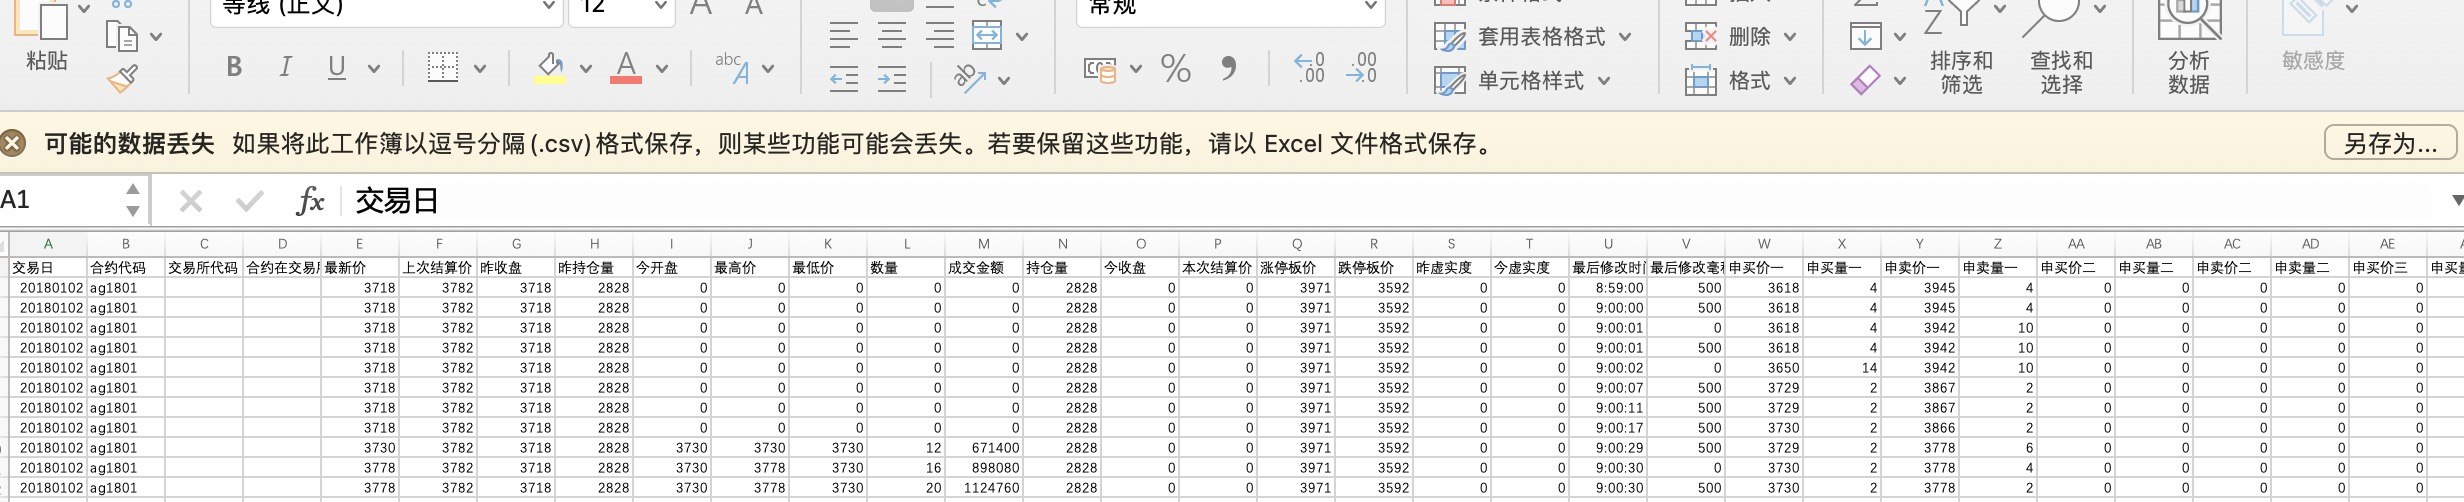 等线 (正文) 12 A A 常规
粘贴 B I U A abc A % .00 .00 .0 套用表格格式 删除 单元格样式 格式 Z 排序和筛选 查找和选择 分析数据 敏感度
可能的数据丢失 如果将此工作簿以逗号分隔 (.csv) 格式保存，则某些功能可能会丢失。若要保留这些功能，请以 Excel 文件格式保存。 另存为...
A1 fx 交易日
A B C D E F G H I J K L M N O P Q R S T U V W X Y Z AA AB AC AD AE
交易日 合约代码 交易所代码 合约在交易 最新价 上次结算价 昨收盘 昨持仓量 今开盘 最高价 最低价 数量 成交金额 持仓量 今收盘 本次结算价 涨停板价 跌停板价 昨虚实度 今虚实度 最后修改时 最后修改毫 申买价一 申买量一 申卖价一 申卖量一 申买价二 申买量二 申卖价二 申卖量二 申买价三
20180102 ag1801 3718 3782 3718 2828 0 0 0 0 0 2828 0 0 3971 3592 0 0 8:59:00 500 3618 4 3945 4 0 0 0 0 0
20180102 ag1801 3718 3782 3718 2828 0 0 0 0 0 2828 0 0 3971 3592 0 0 9:00:00 500 3618 4 3945 4 0 0 0 0 0
20180102 ag1801 3718 3782 3718 2828 0 0 0 0 0 2828 0 0 3971 3592 0 0 9:00:01 0 3618 4 3942 10 0 0 0 0 0
20180102 ag1801 3718 3782 3718 2828 0 0 0 0 0 2828 0 0 3971 3592 0 0 9:00:01 500 3618 4 3942 10 0 0 0 0 0
20180102 ag1801 3718 3782 3718 2828 0 0 0 0 0 2828 0 0 3971 3592 0 0 9:00:02 0 3650 14 3942 10 0 0 0 0 0
20180102 ag1801 3718 3782 3718 2828 0 0 0 0 0 2828 0 0 3971 3592 0 0 9:00:07 500 3729 2 3867 2 0 0 0 0 0
20180102 ag1801 3718 3782 3718 2828 0 0 0 0 0 2828 0 0 3971 3592 0 0 9:00:11 500 3729 2 3867 2 0 0 0 0 0
20180102 ag1801 3718 3782 3718 2828 0 0 0 0 0 2828 0 0 3971 3592 0 0 9:00:17 500 3730 2 3866 2 0 0 0 0 0
20180102 ag1801 3730 3782 3718 2828 3730 3730 3730 12 671400 2828 0 0 3971 3592 0 0 9:00:29 500 3729 2 3778 6 0 0 0 0 0
20180102 ag1801 3778 3782 3718 2828 3730 3778 3730 16 898080 2828 0 0 3971 3592 0 0 9:00:30 0 3730 2 3778 4 0 0 0 0 0
20180102 ag1801 3778 3782 3718 2828 3730 3778 3730 20 1124760 2828 0 0 3971 3592 0 0 9:00:30 500 3730 2 3778 2 0 0 0 0 0